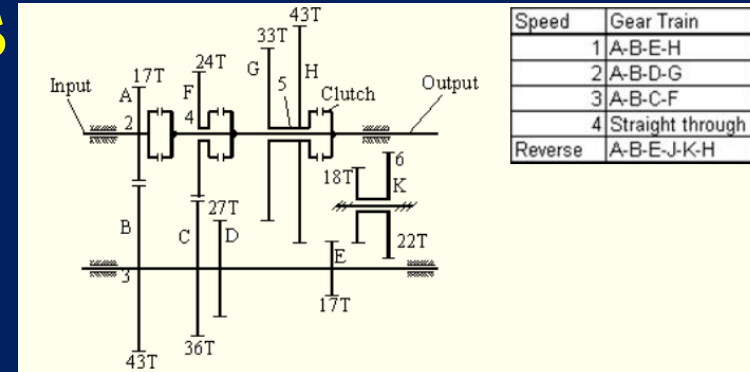 S
43T
33T
24T
17T
G
H
F
5
Clutch
Input
A
4
Output
2
18T
6
K
27T
B
C
D
22T
E
3
17T
36T
43T
Speed Gear Train
1 A-B-E-H
2 A-B-D-G
3 A-B-C-F
4 Straight through
Reverse A-B-E-J-K-H